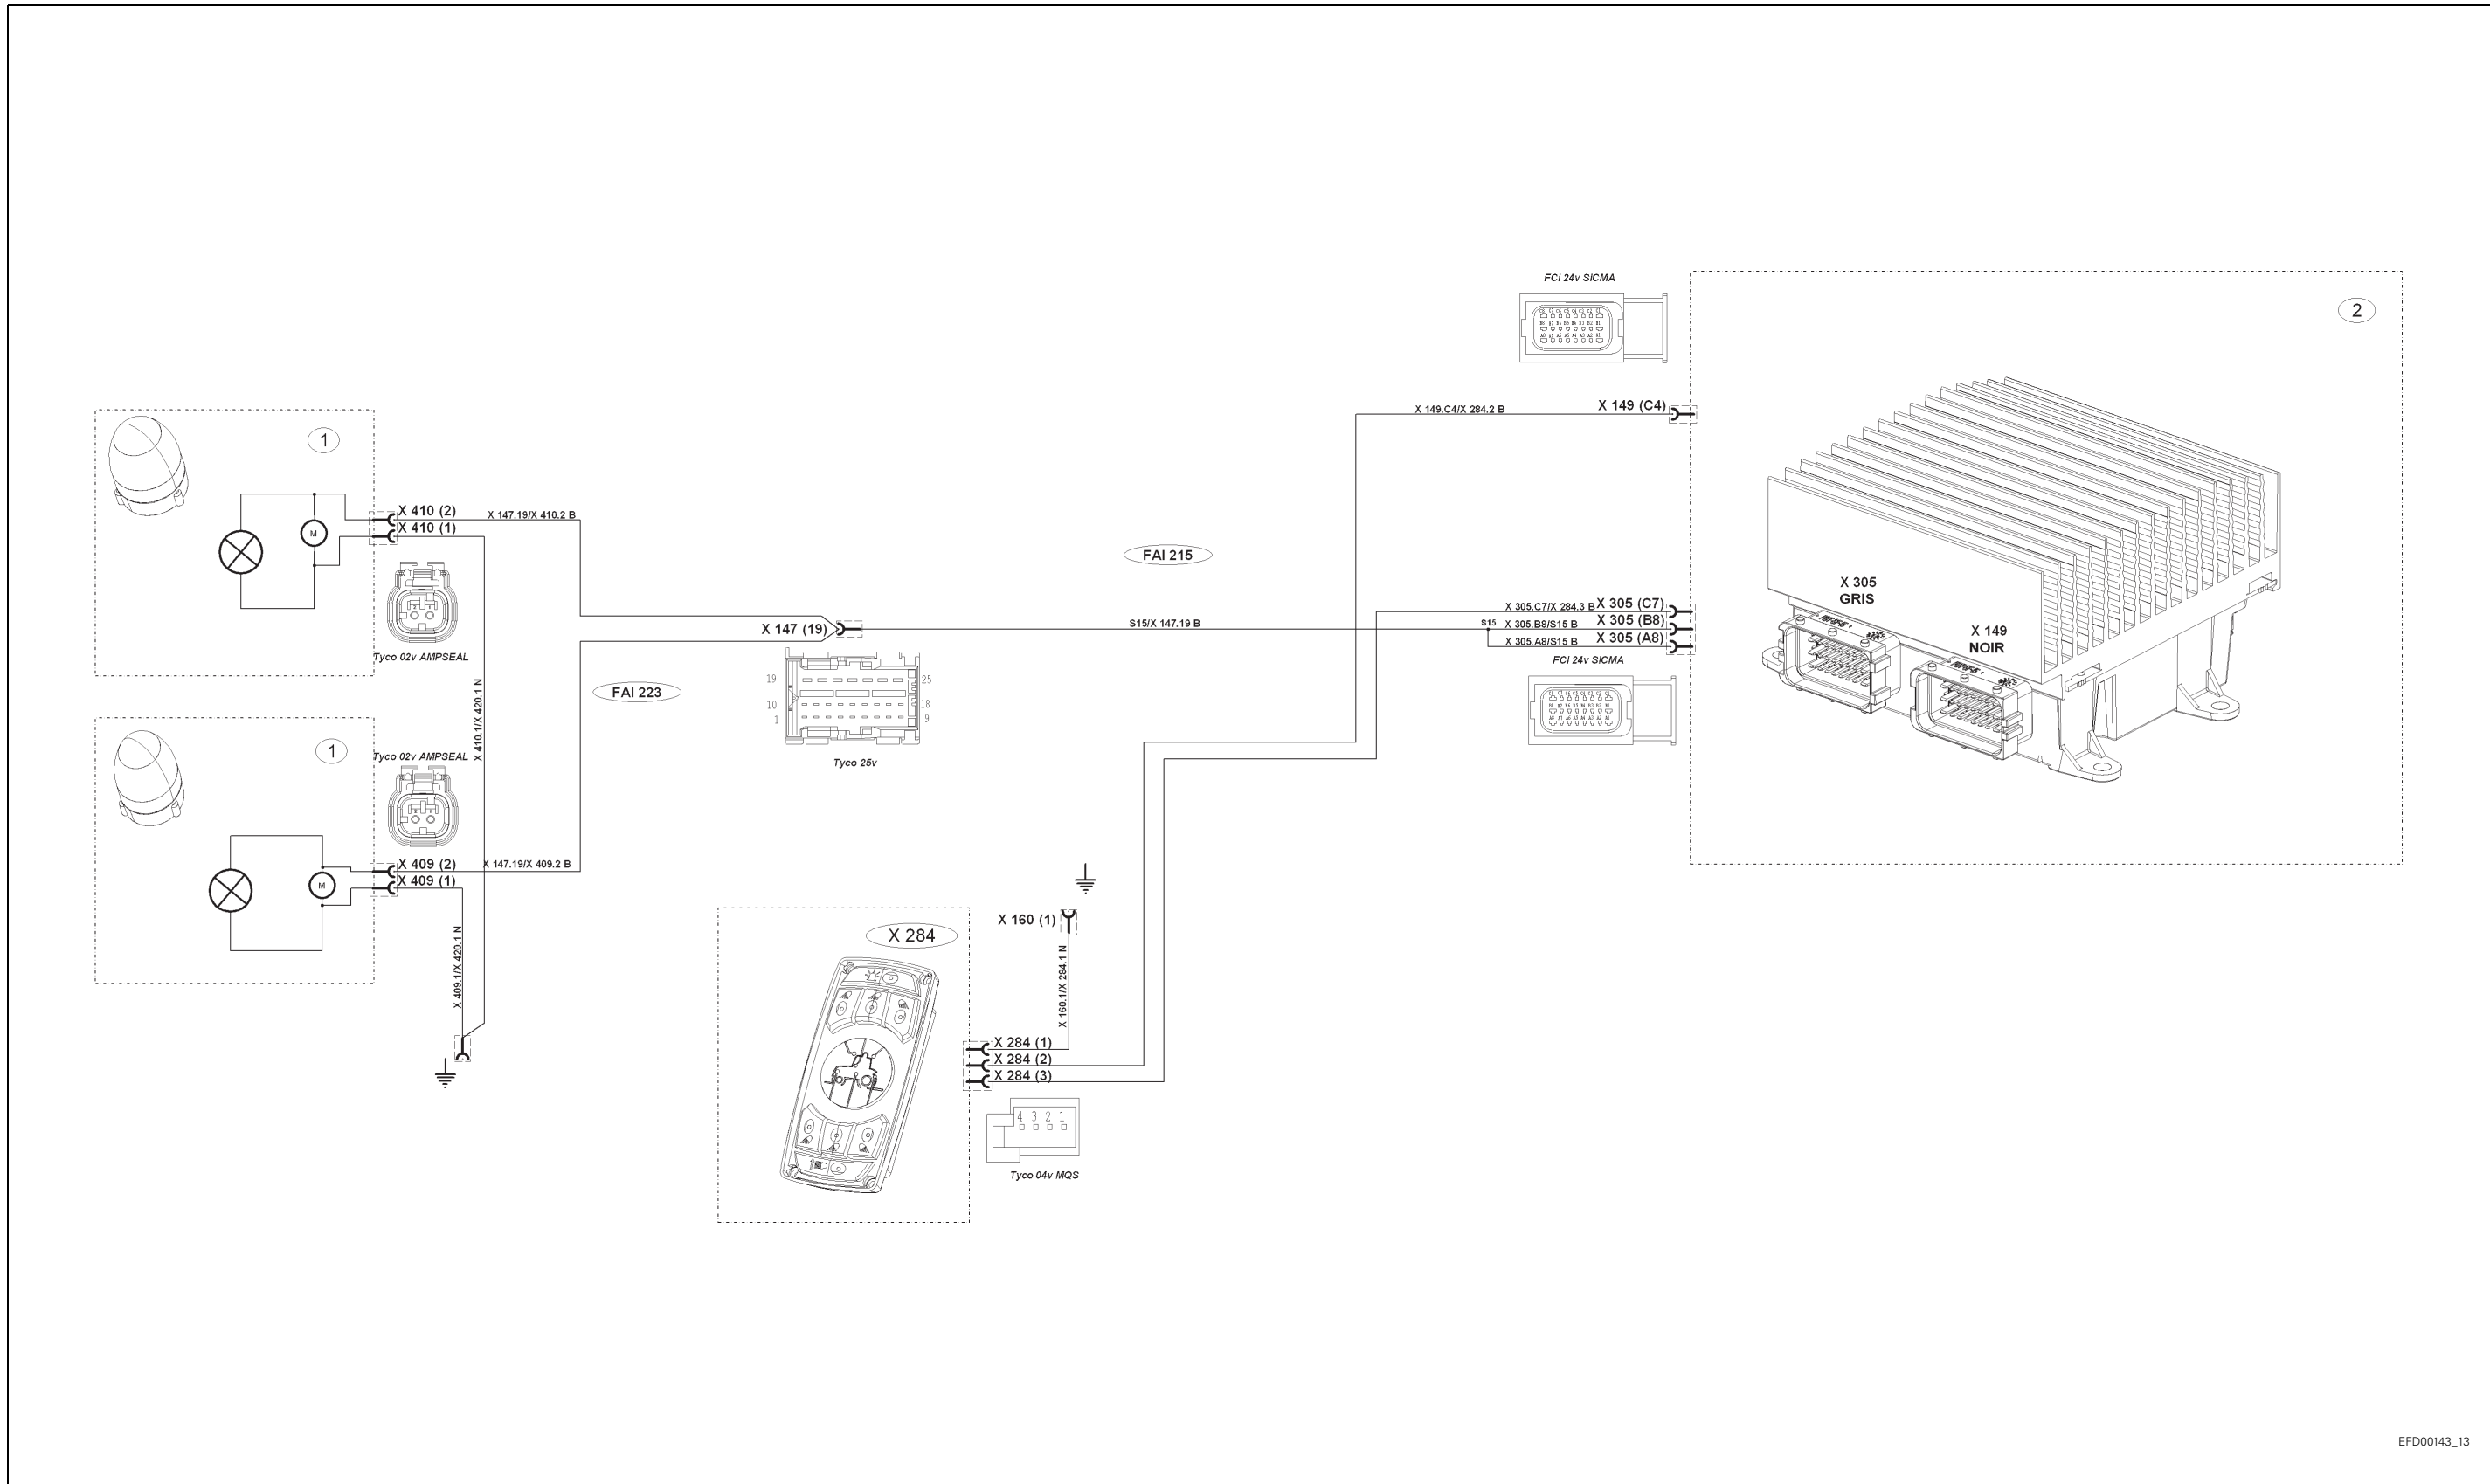 FCI 24v SICMA
2
X 149.C4/X 284.2 B
X 149 (C4)
1
X 410 (2)
X 147.19/X 410.2 B
X 410 (1)
M
Tyco 02v AMPSEAL
X 410.1/X 420.1 N
FAI 215
X 305
GRIS
X 149
NOIR
X 305.C7/X 284.3 B
X 305 (C7)
X 147 (19)
S15/X 147.19 B
S15
X 305.B8/S15 B
X 305 (B8)
X 305.A8/S15 B
X 305 (A8)
FCI 24v SICMA
19 25
10 18
1 9
Tyco 25v
FAI 223
1
Tyco 02v AMPSEAL
X 409 (2)
X 147.19/X 409.2 B
X 409 (1)
M
X 409.1/X 420.1 N
X 284
X 160 (1)
X 160.1/X 284.1 N
X 284 (1)
X 284 (2)
X 284 (3)
4 3 2 1
Tyco 04v MQS
EFD00143_13